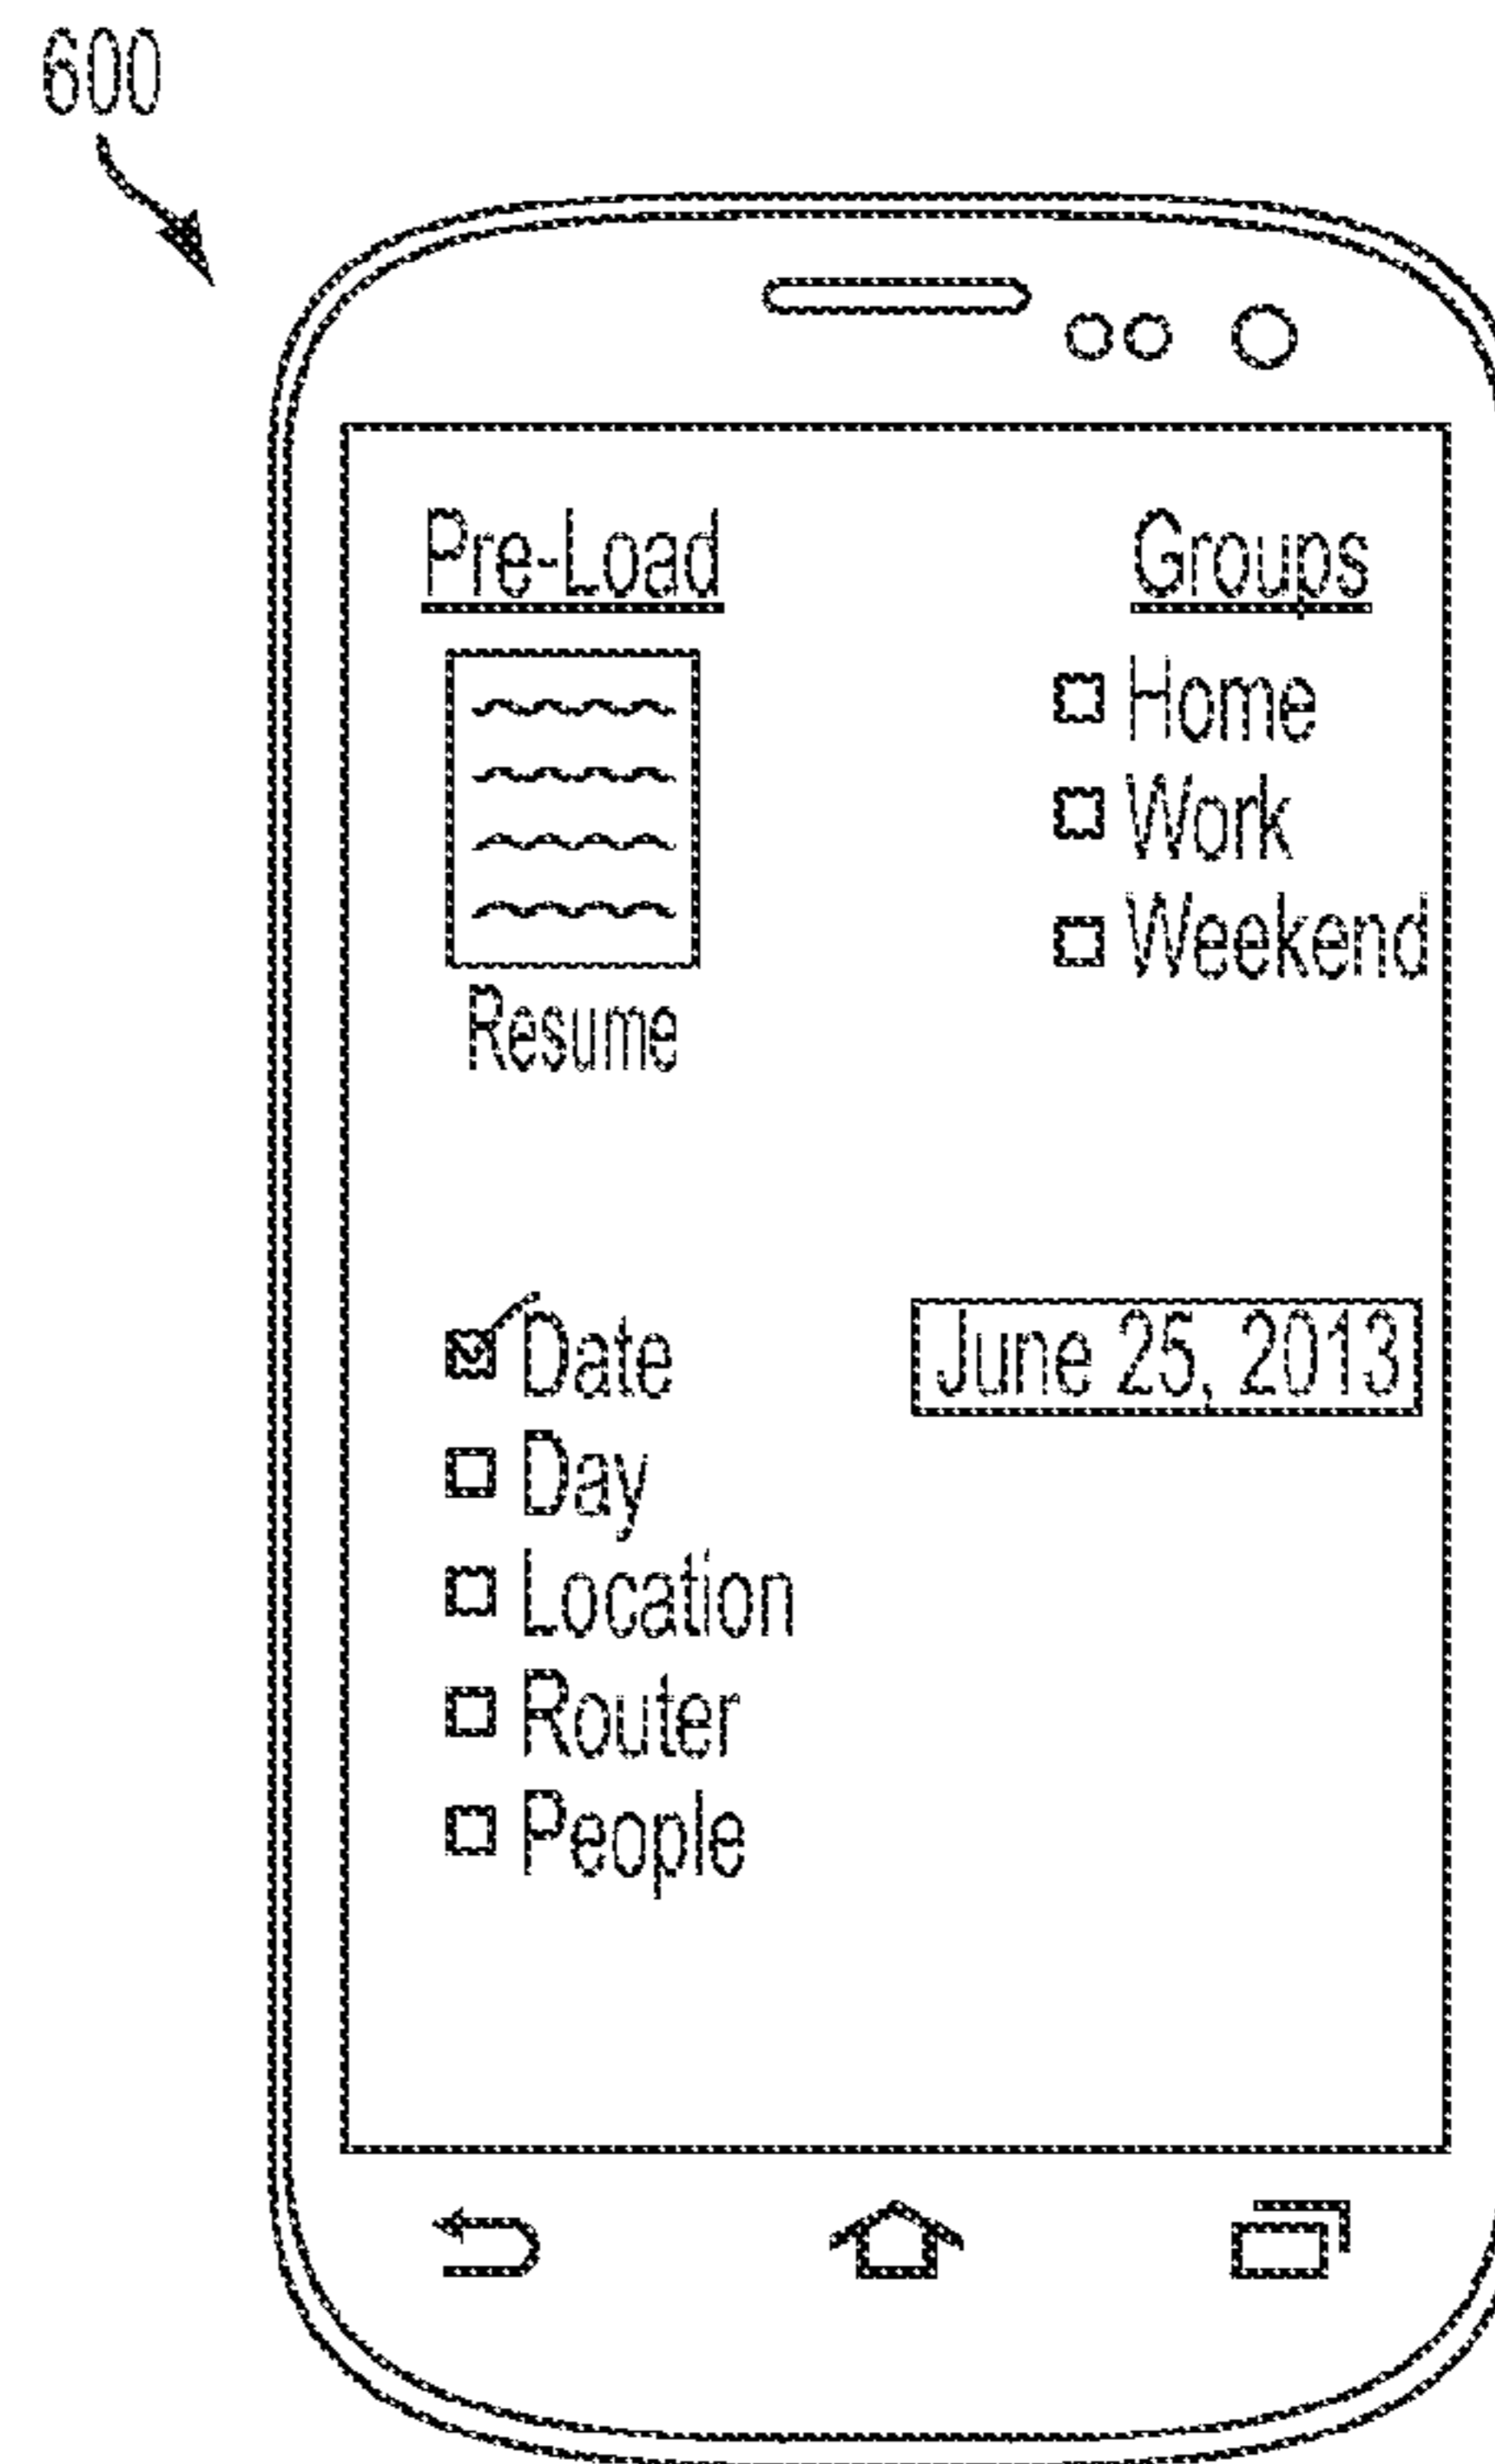 600
Pre-Load
Groups
Home
Work
Weekend
Resume
Date
June 25, 2013
Day
Location
Router
People